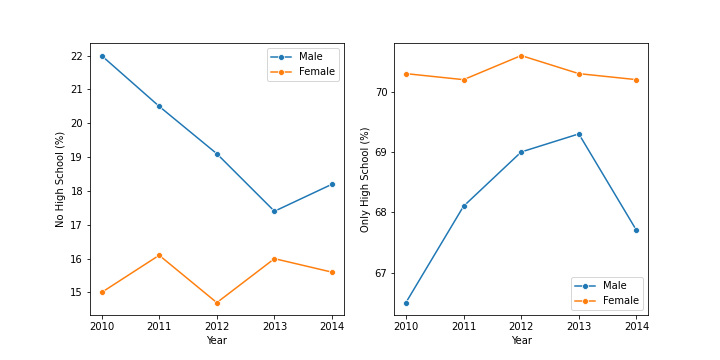 22
21
20
19
18
17
16
15
No High School (%)
2010 2011 2012 2013 2014
Year
Male
Female
70
69
68
67
Only High School (%)
2010 2011 2012 2013 2014
Year
Male
Female